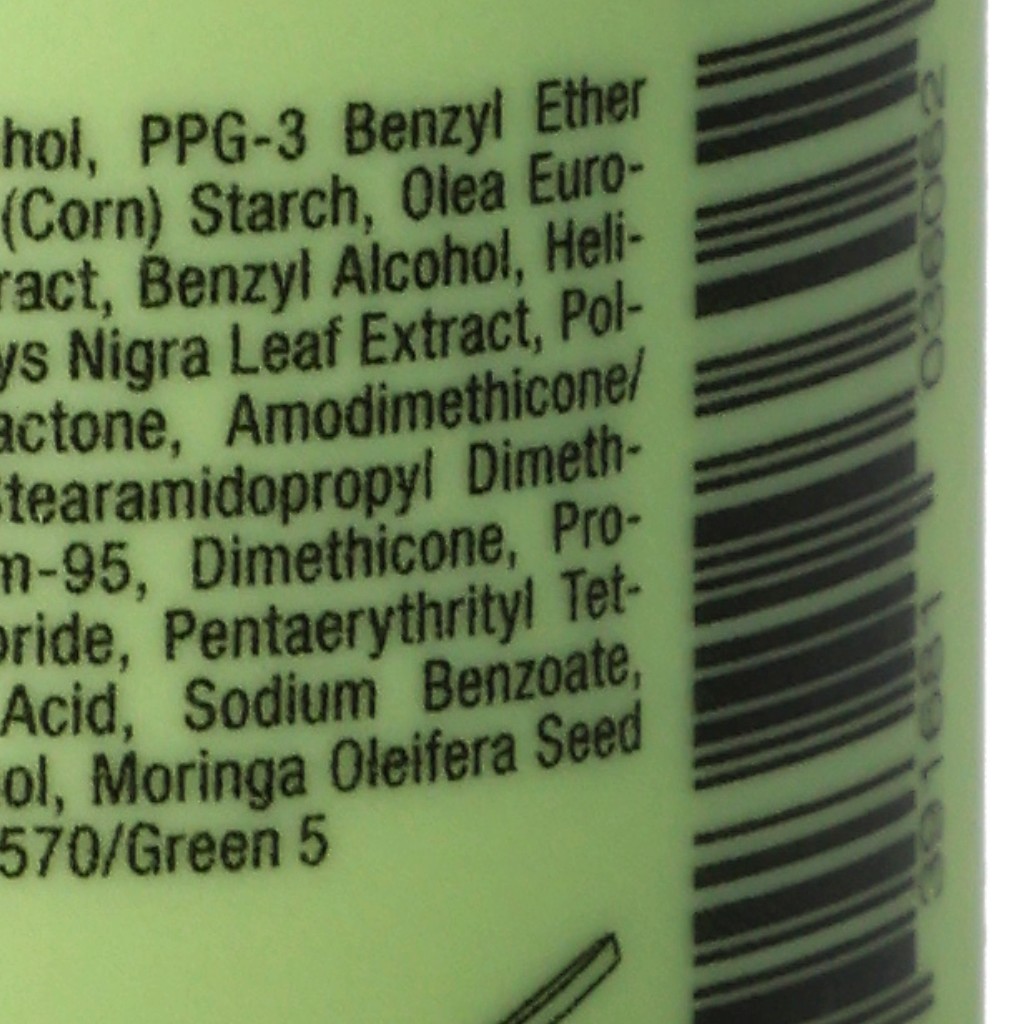 hol, PPG-3 Benzyl Ether
(Corn) Starch, Olea Euro-
ract, Benzyl Alcohol, Heli-
ys Nigra Leaf Extract, Pol-
actone, Amodimethicone/
Stearamidopropyl Dimeth-
m-95, Dimethicone, Pro-
oride, Pentaerythrityl Tet-
Acid, Sodium Benzoate,
ol, Moringa Oleifera Seed
570/Green 5